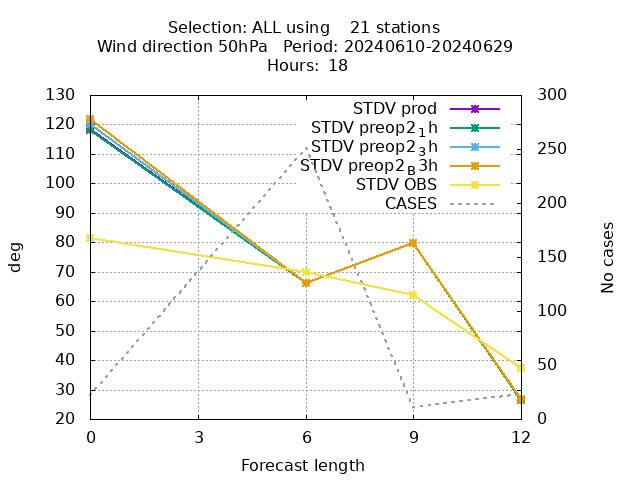 Selection: ALL using    21 stations
Wind direction 50hPa   Period: 20240610-20240629
Hours: 18
STDV prod
STDV preop2₁h
STDV preop2₃h
STDV preop2_B3h
STDV OBS
CASES
130
120
110
100
90
80
70
60
50
40
30
20
deg
300
250
200
150
100
50
0
No cases
0 3 6 9 12
Forecast length